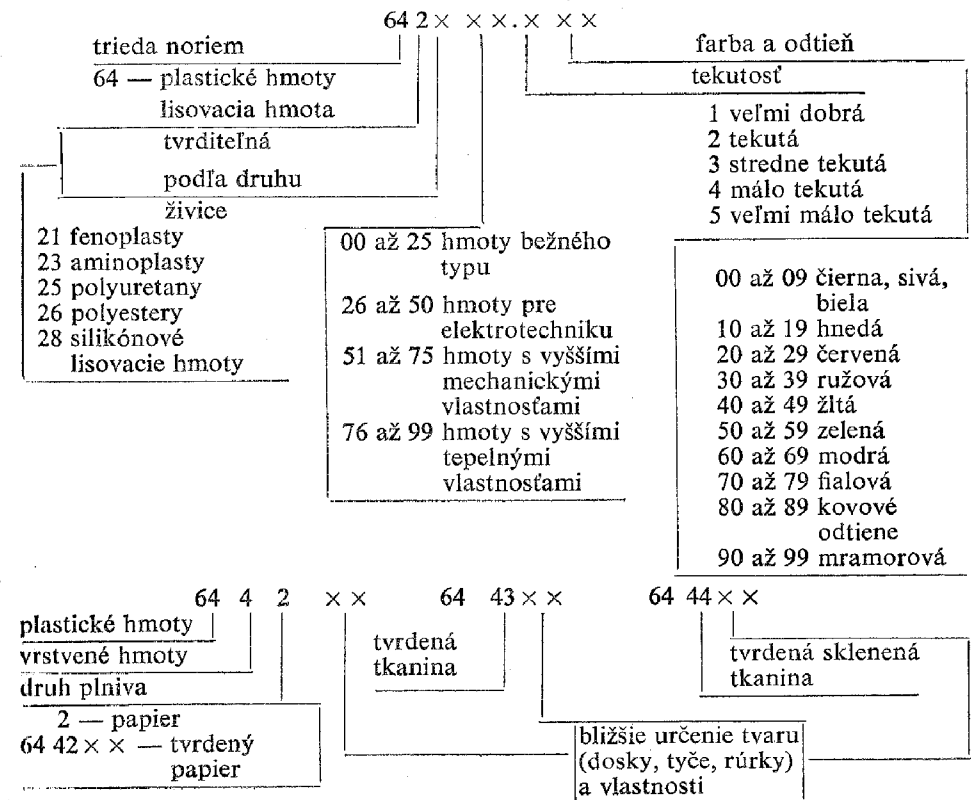 64 2× ××.××
trieda noriem
64 — plastické hmoty
lisovacia hmota
tvrditeľná
podľa druhu
živice
21 fenoplasty
23 aminoplasty
25 polyuretany
26 polyestery
28 silikónové
lisovacie hmoty
00 až 25 hmoty bežného
typu
26 až 50 hmoty pre
elektrotechniku
51 až 75 hmoty s vyššími
mechanickými
vlastnosťami
76 až 99 hmoty s vyššími
tepelnými
vlastnosťami
farba a odtieň
tekutosť
1 veľmi dobrá
2 tekutá
3 stredne tekutá
4 málo tekutá
5 veľmi málo tekutá
00 až 09 čierna, sivá,
biela
10 až 19 hnedá
20 až 29 červená
30 až 39 ružová
40 až 49 žltá
50 až 59 zelená
60 až 69 modrá
70 až 79 fialová
80 až 89 kovové
odtiene
90 až 99 mramorová
64 4 2 ××
plastické hmoty
vrstvené hmoty
druh plniva
2 — papier
64 42×× — tvrdený
papier
64 43××
tvrdená
tkanina
64 44××
tvrdená sklenená
tkanina
bližšie určenie tvaru
(dosky, tyče, rúrky)
a vlastnosti